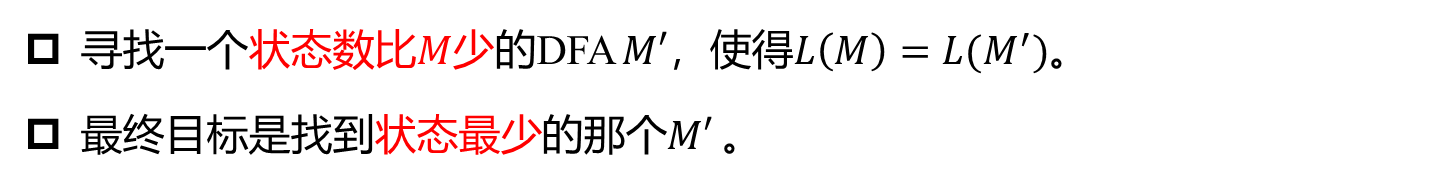 寻找一个状态数比M少的DFA M′，使得L(M) = L(M′)。
最终目标是找到状态最少的那个M′ 。